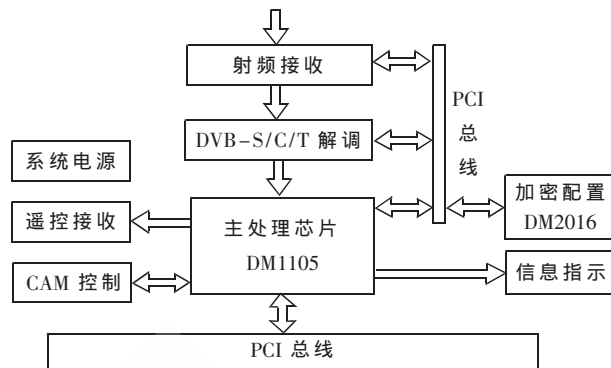 射频接收
PCI
总
线
DVB-S/C/T 解调
系统电源
加密配置
DM2016
遥控接收
主处理芯片
DM1105
CAM 控制
信息指示
PCI 总线